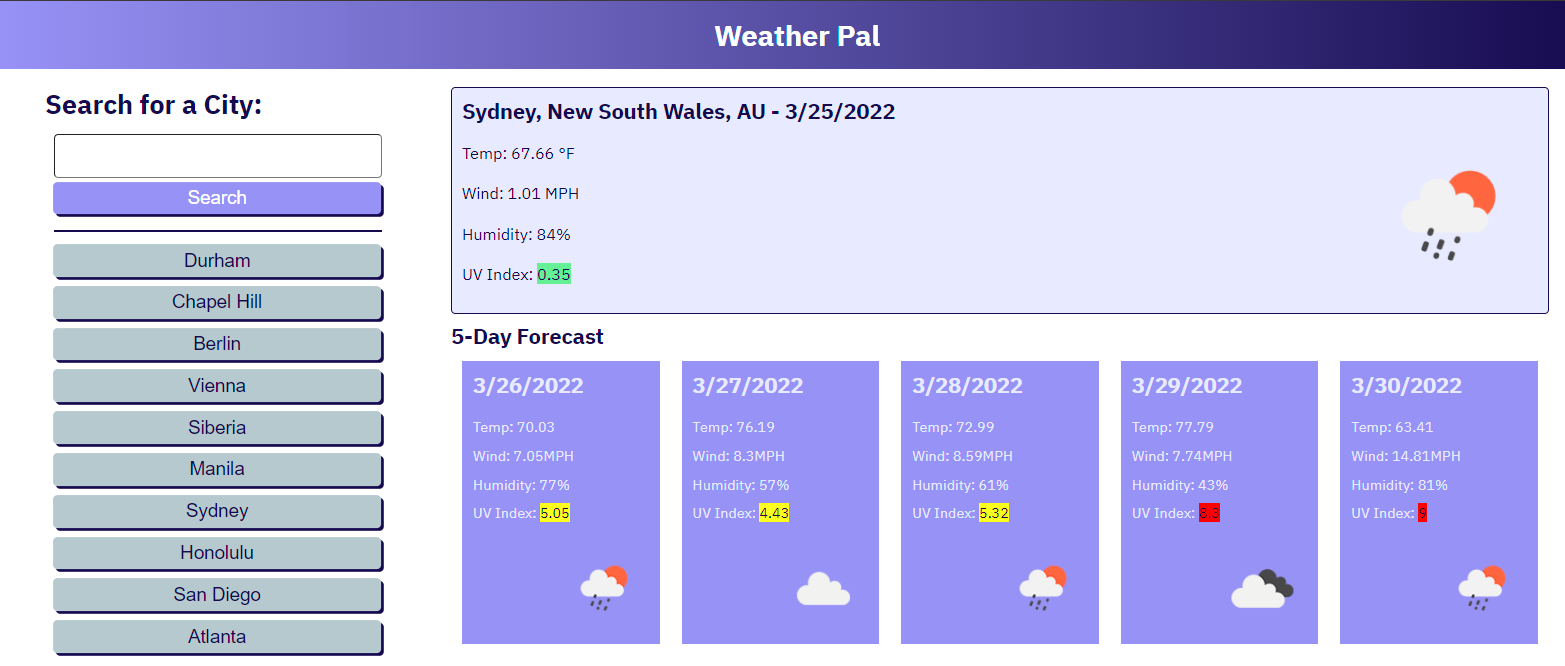 Weather Pal
Search for a City:
Search
Durham
Chapel Hill
Berlin
Vienna
Siberia
Manila
Sydney
Honolulu
San Diego
Atlanta
Sydney, New South Wales, AU - 3/25/2022
Temp: 67.66 °F
Wind: 1.01 MPH
Humidity: 84%
UV Index: 0.35
5-Day Forecast
3/26/2022
Temp: 70.03
Wind: 7.05MPH
Humidity: 77%
UV Index: 5.05
3/27/2022
Temp: 76.19
Wind: 8.3MPH
Humidity: 57%
UV Index: 4.43
3/28/2022
Temp: 72.99
Wind: 8.59MPH
Humidity: 61%
UV Index: 5.32
3/29/2022
Temp: 77.79
Wind: 7.74MPH
Humidity: 43%
UV Index: 8.3
3/30/2022
Temp: 63.41
Wind: 14.81MPH
Humidity: 81%
UV Index: 9